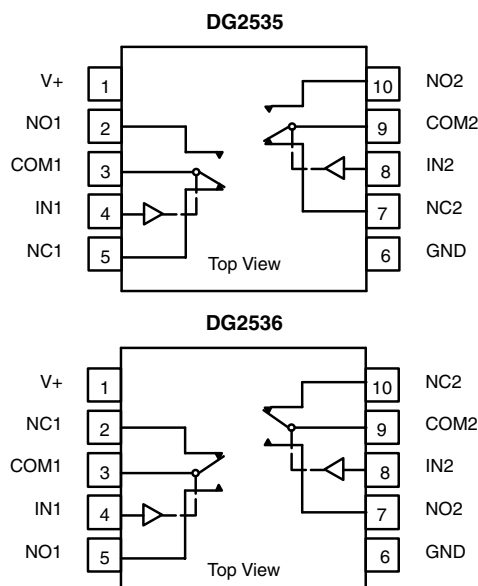 DG2535
V+ 1 10 NO2
NO1 2 9 COM2
COM1 3 8 IN2
IN1 4 7 NC2
NC1 5 6 GND
Top View
DG2536
V+ 1 10 NC2
NC1 2 9 COM2
COM1 3 8 IN2
IN1 4 7 NO2
NO1 5 6 GND
Top View